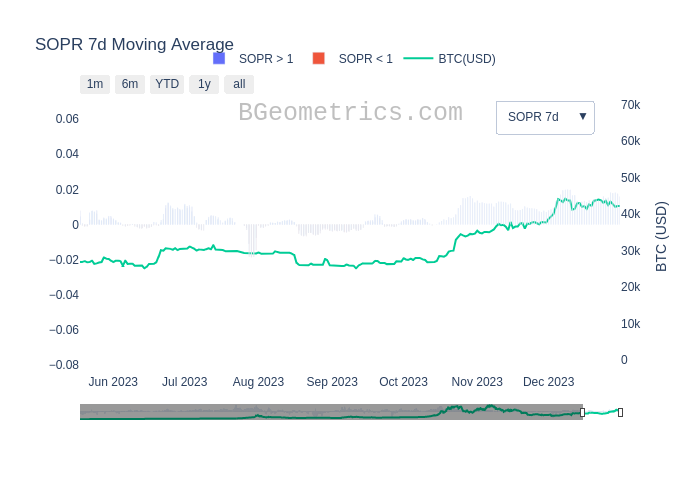 SOPR 7d Moving Average
SOPR > 1
SOPR < 1
BTC(USD)
1m 6m YTD 1y all
BGeometrics.com
SOPR 7d ▼
0.06
0.04
0.02
0
−0.02
−0.04
−0.06
−0.08
70k
60k
50k
40k
30k
20k
10k
0
BTC (USD)
Jun 2023 Jul 2023 Aug 2023 Sep 2023 Oct 2023 Nov 2023 Dec 2023